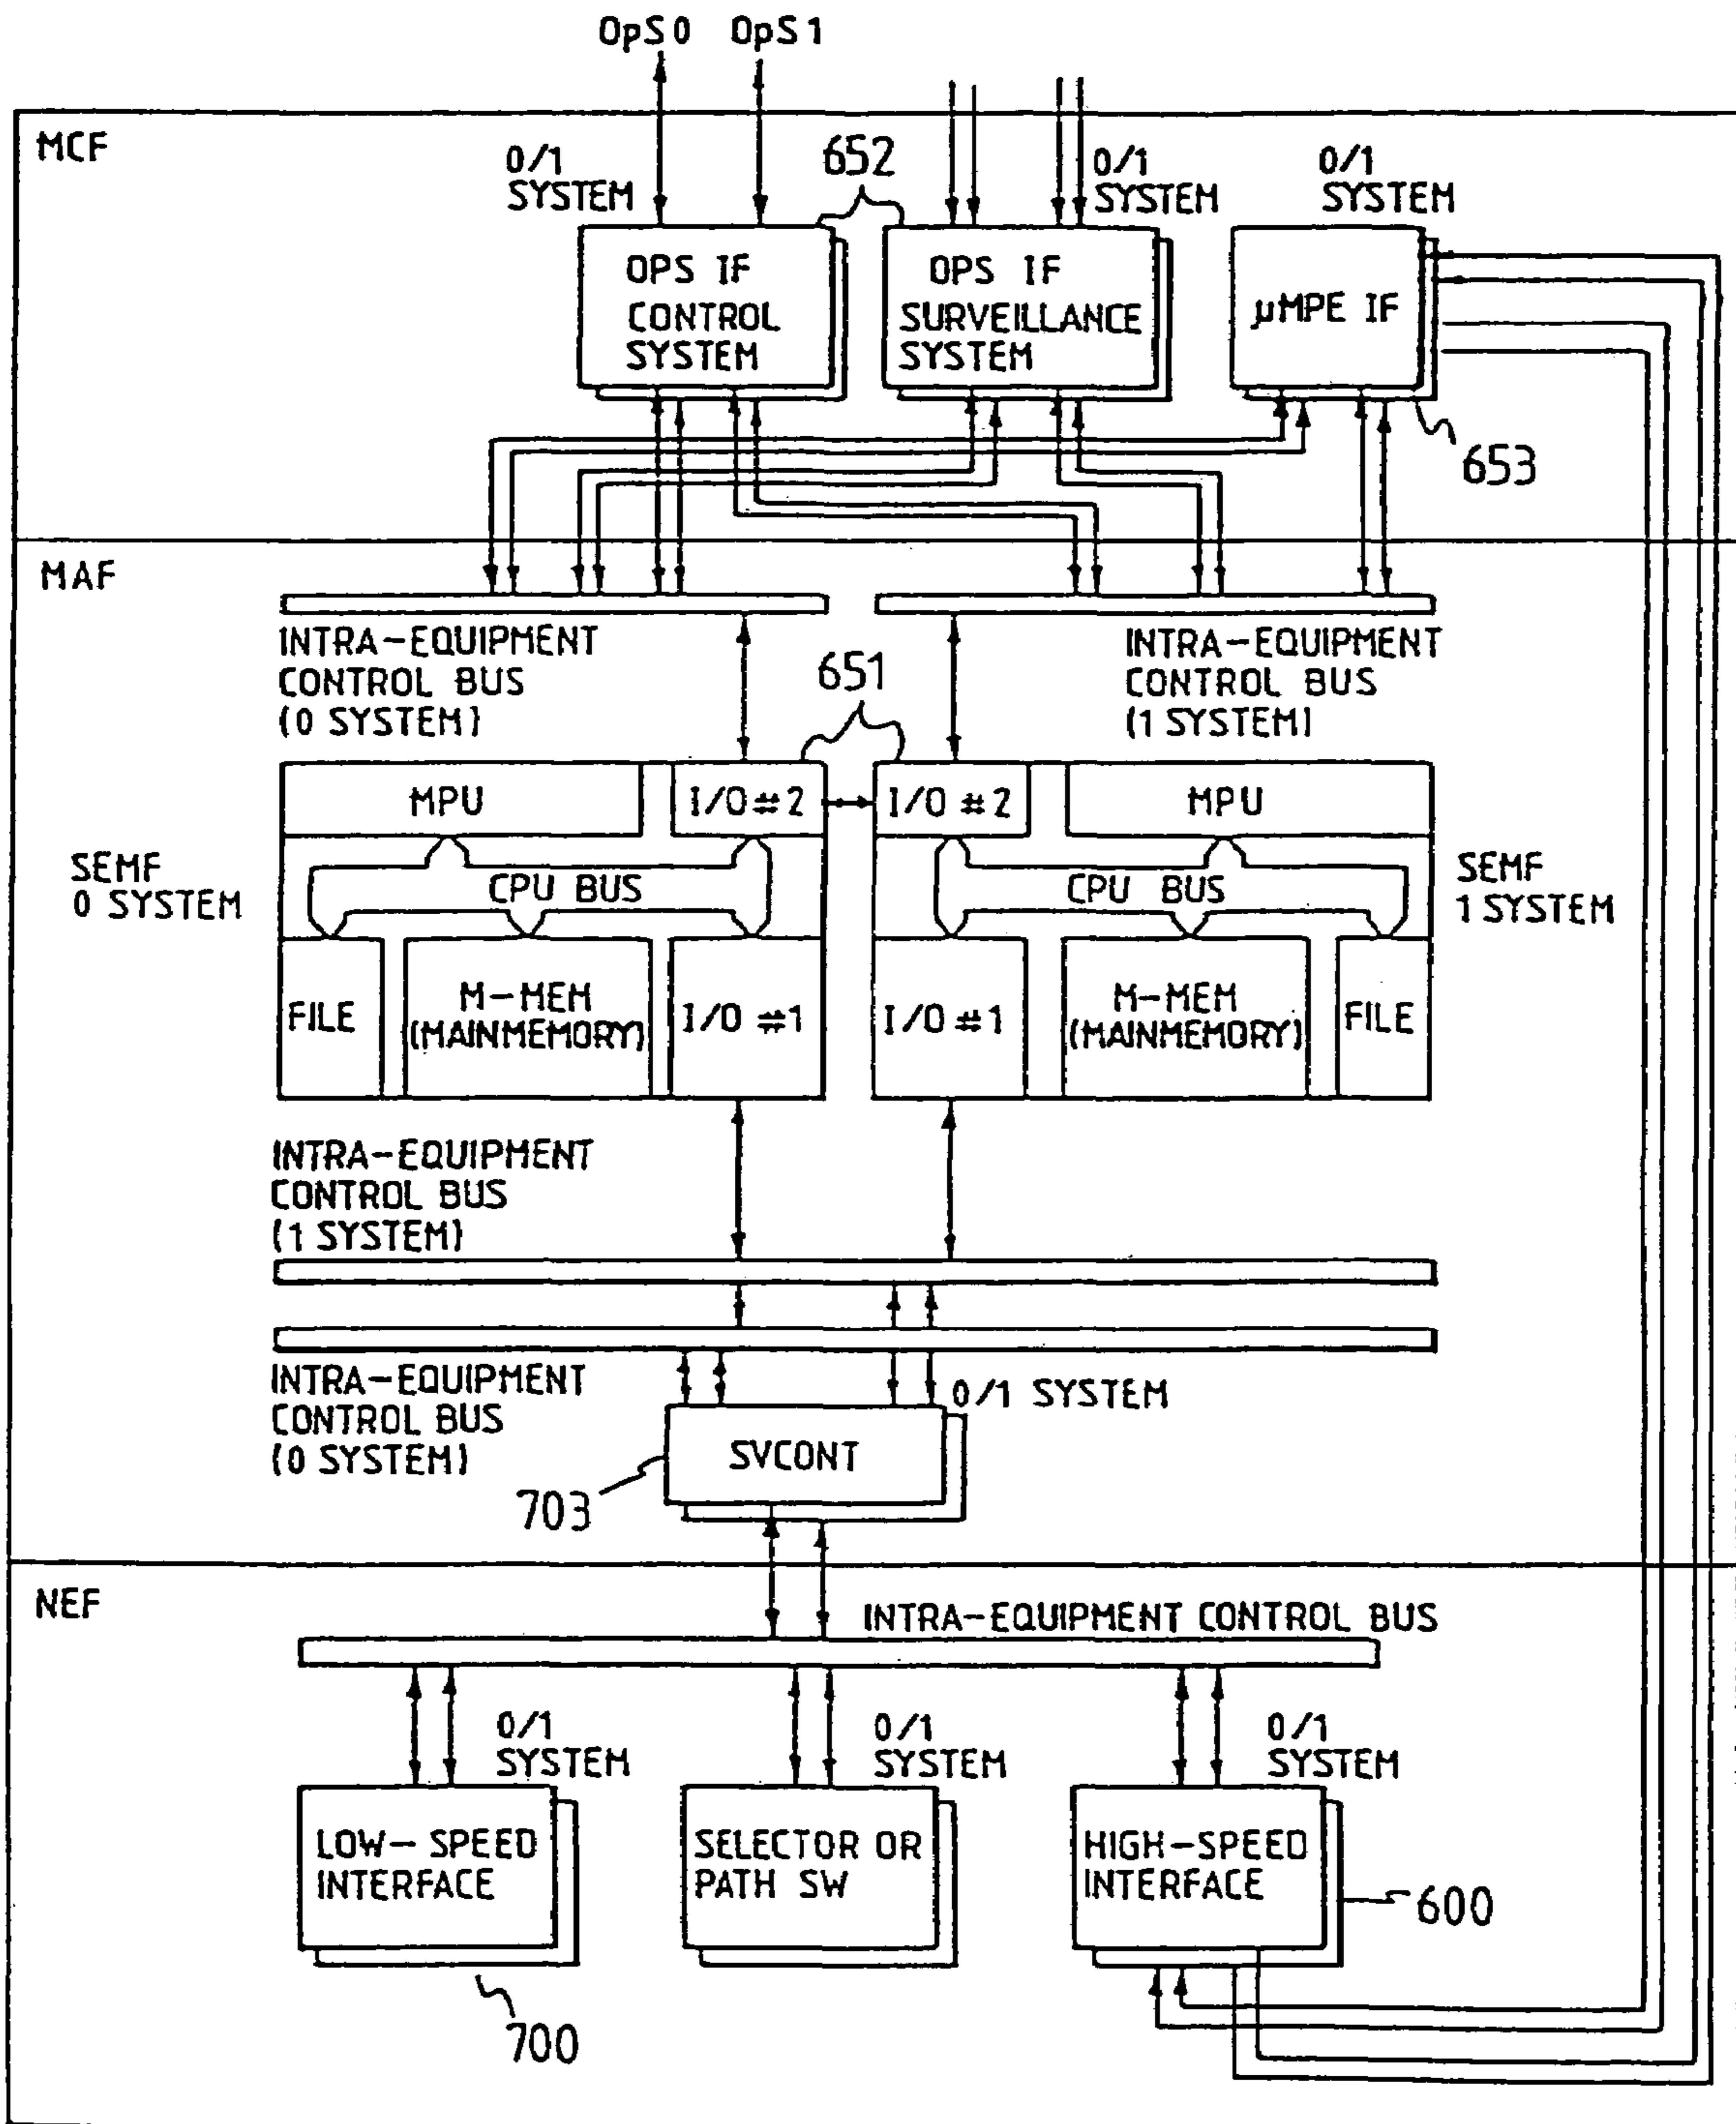 OpS0 OpS1
MCF
0/1
SYSTEM
652
0/1
SYSTEM
0/1
SYSTEM
OPS IF
CONTROL
SYSTEM
OPS IF
SURVEILLANCE
SYSTEM
μMPE IF
653
MAF
INTRA-EQUIPMENT
CONTROL BUS
(0 SYSTEM)
651
INTRA-EQUIPMENT
CONTROL BUS
(1 SYSTEM)
MPU
I/O #2
I/O #2
MPU
SEMF
0 SYSTEM
CPU BUS
CPU BUS
SEMF
1 SYSTEM
FILE
M-MEM
(MAINMEMORY)
I/O #1
I/O #1
M-MEM
(MAINMEMORY)
FILE
INTRA-EQUIPMENT
CONTROL BUS
(1 SYSTEM)
INTRA-EQUIPMENT
CONTROL BUS
(0 SYSTEM)
0/1 SYSTEM
SVCONT
703
NEF
INTRA-EQUIPMENT CONTROL BUS
0/1
SYSTEM
0/1
SYSTEM
0/1
SYSTEM
LOW-SPEED
INTERFACE
SELECTOR OR
PATH SW
HIGH-SPEED
INTERFACE
600
700